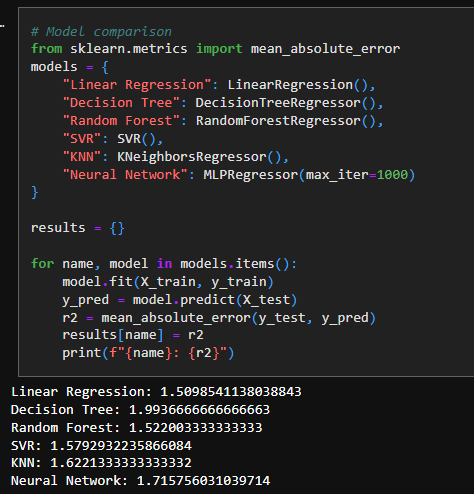 # Model comparison
from sklearn.metrics import mean_absolute_error
models = {
    "Linear Regression": LinearRegression(),
    "Decision Tree": DecisionTreeRegressor(),
    "Random Forest": RandomForestRegressor(),
    "SVR": SVR(),
    "KNN": KNeighborsRegressor(),
    "Neural Network": MLPRegressor(max_iter=1000)
}
results = {}
for name, model in models.items():
    model.fit(X_train, y_train)
    y_pred = model.predict(X_test)
    r2 = mean_absolute_error(y_test, y_pred)
    results[name] = r2
    print(f"{name}: {r2}")
Linear Regression: 1.5098541138038843
Decision Tree: 1.9936666666666663
Random Forest: 1.522003333333333
SVR: 1.5792932235866084
KNN: 1.6221333333333332
Neural Network: 1.715756031039714